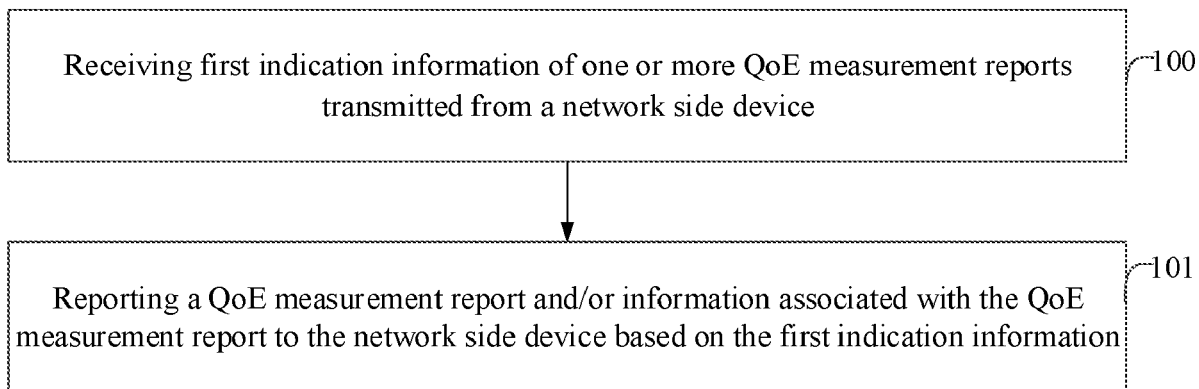 Receiving first indication information of one or more QoE measurement reports
transmitted from a network side device
100
Reporting a QoE measurement report and/or information associated with the QoE
measurement report to the network side device based on the first indication information
101